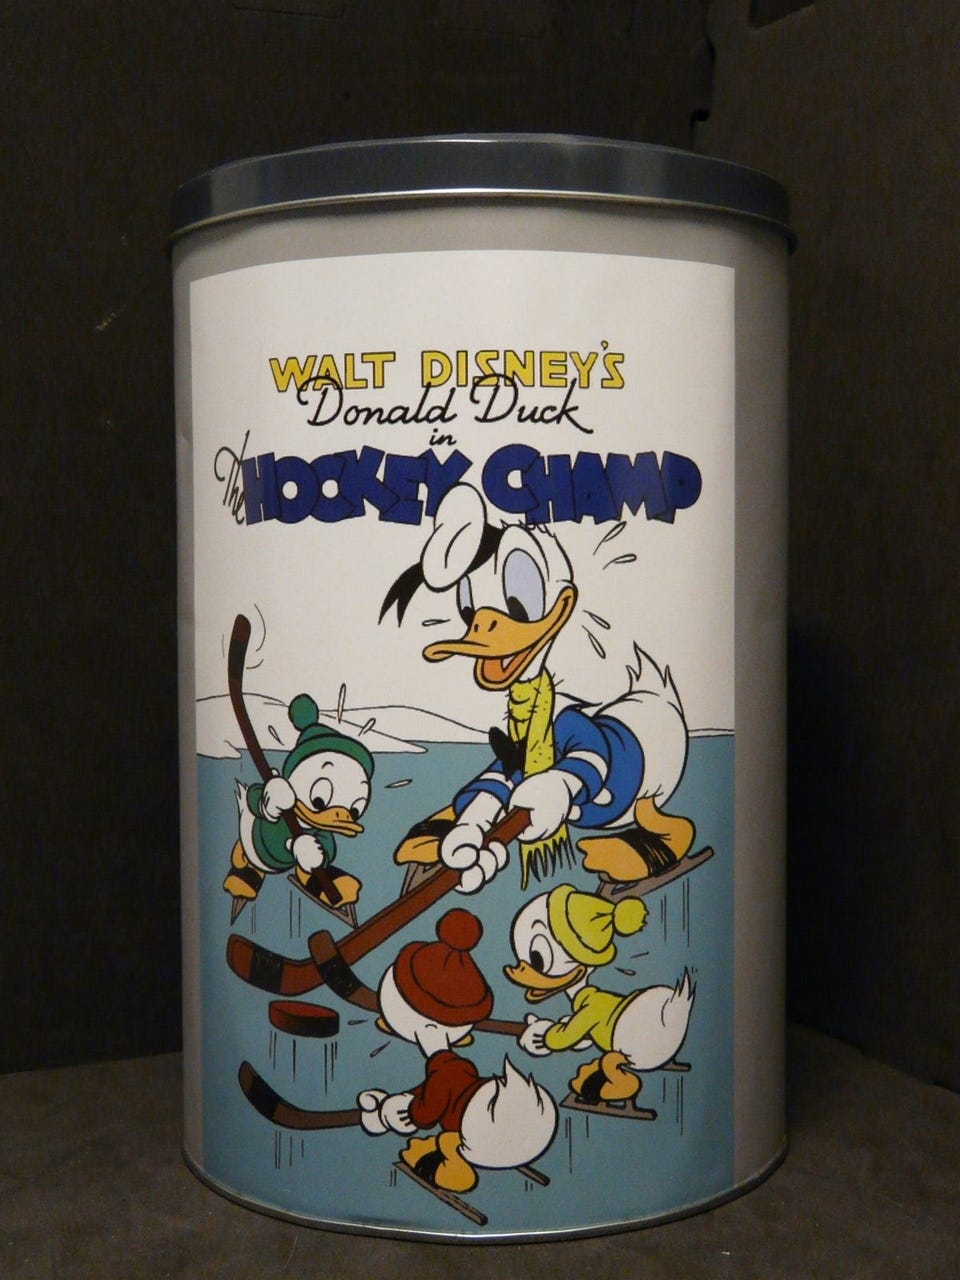 WALT DISNEY'S
Donald Duck
in
The HOCKEY CHAMP